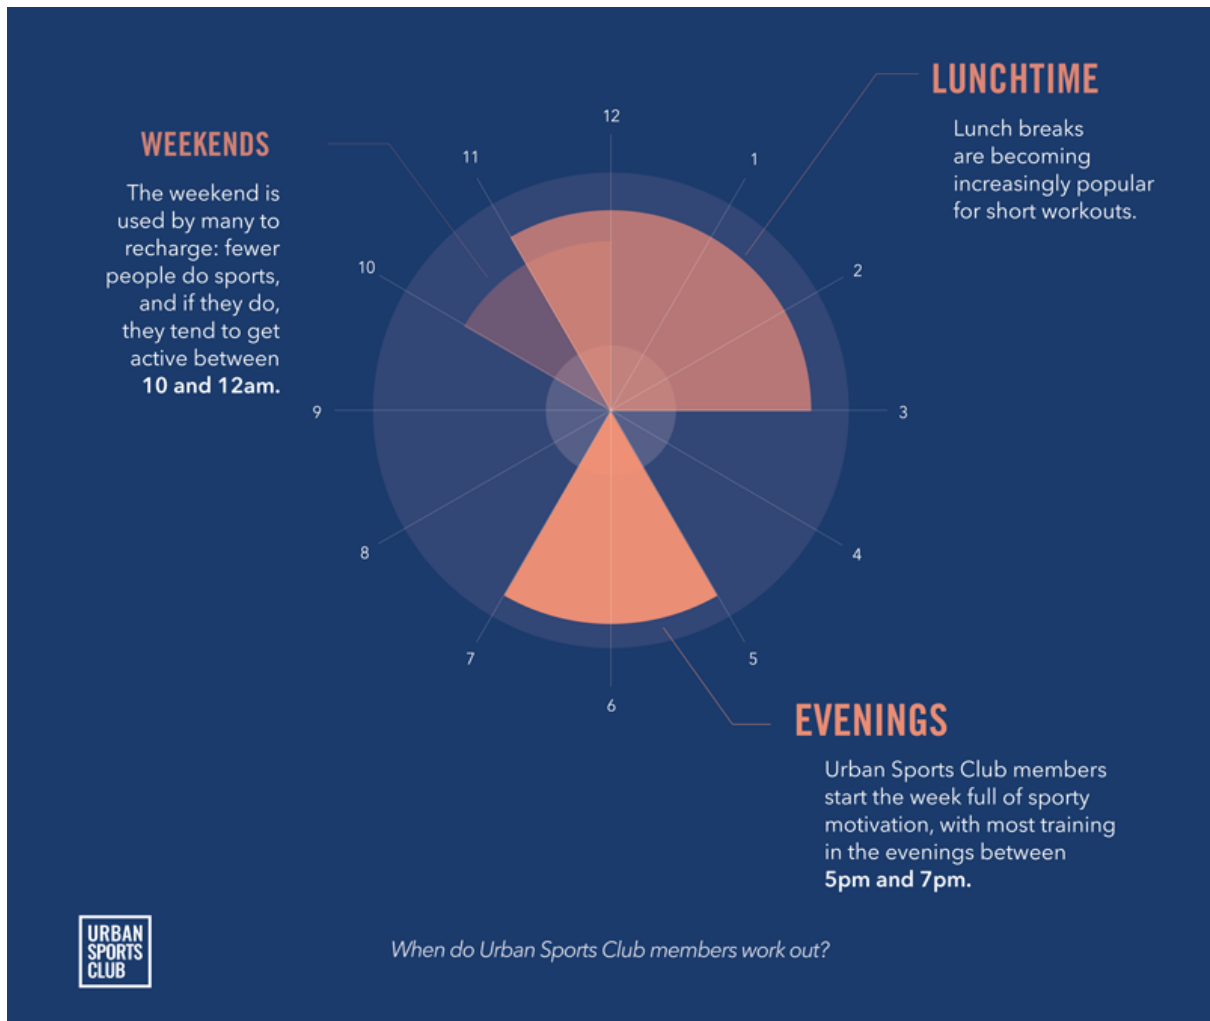 LUNCHTIME
Lunch breaks
are becoming
increasingly popular
for short workouts.
WEEKENDS
The weekend is
used by many to
recharge: fewer
people do sports,
and if they do,
they tend to get
active between
10 and 12am.
12
1
2
3
4
5
6
7
8
9
10
11
EVENINGS
Urban Sports Club members
start the week full of sporty
motivation, with most training
in the evenings between
5pm and 7pm.
URBAN
SPORTS
CLUB
When do Urban Sports Club members work out?